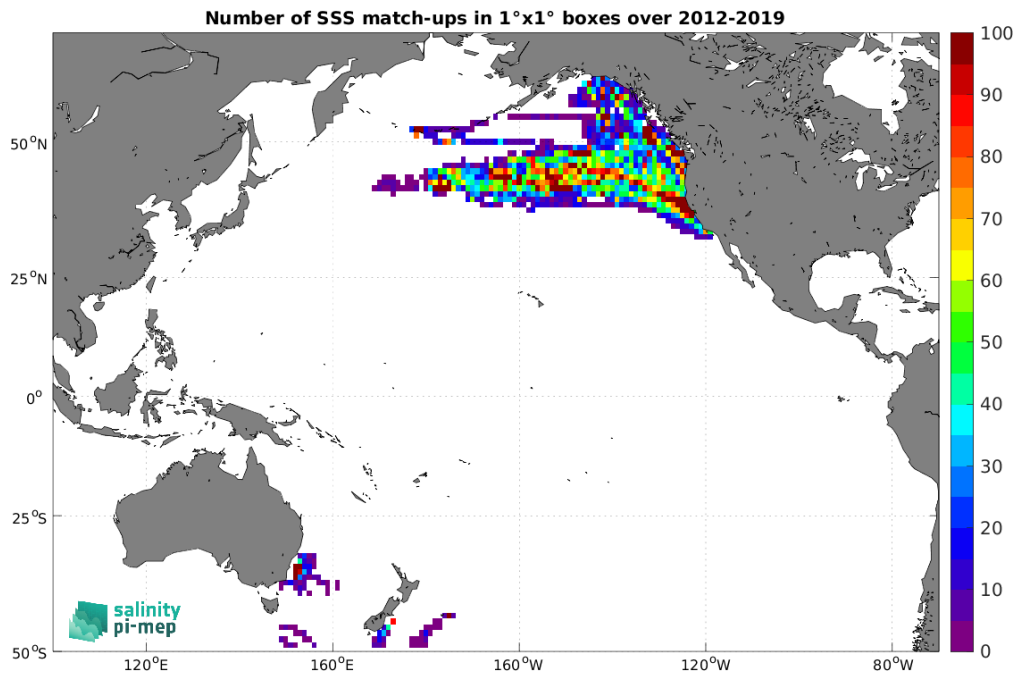 Number of SSS match-ups in 1°x1° boxes over 2012-2019
100
90
80
70
60
50
40
30
20
10
0
50°N
25°N
0°
25°S
50°S
120°E
160°E
160°W
120°W
80°W
salinity
pi-mep